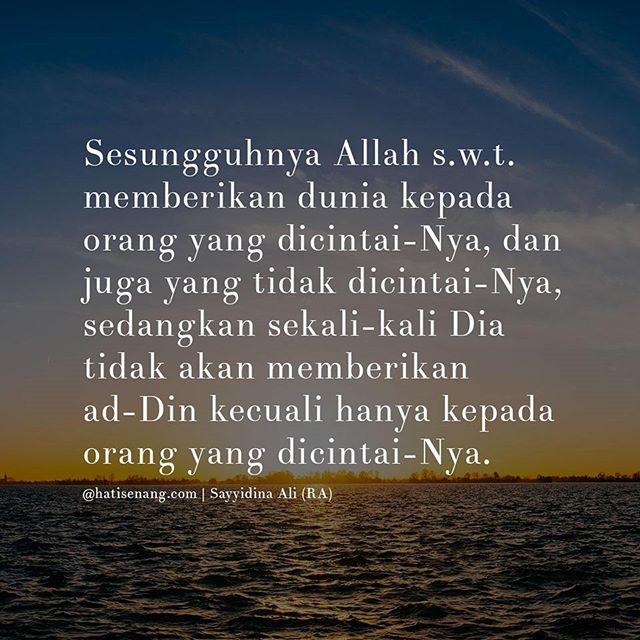 Sesungguhnya Allah s.w.t.
memberikan dunia kepada
orang yang dicintai-Nya, dan
juga yang tidak dicintai-Nya,
sedangkan sekali-kali Dia
tidak akan memberikan
ad-Din kecuali hanya kepada
orang yang dicintai-Nya.
@hatisenang.com | Sayyidina Ali (RA)